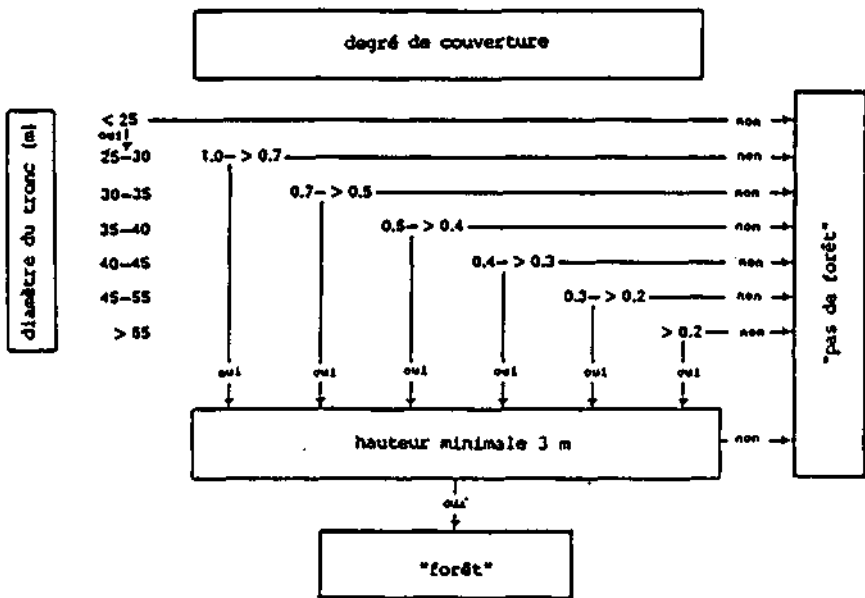 degré de couverture
diamètre du tronc (m)
< 25 non
oui
25-30 1.0- > 0.7 non
30-35 0.7- > 0.5 non
35-40 0.5- > 0.4 non
40-45 0.4- > 0.3 non
45-55 0.3- > 0.2 non
> 55 > 0.2 non
oui oui oui oui oui oui
hauteur minimale 3 m non
oui
"forêt"
"pas de forêt"